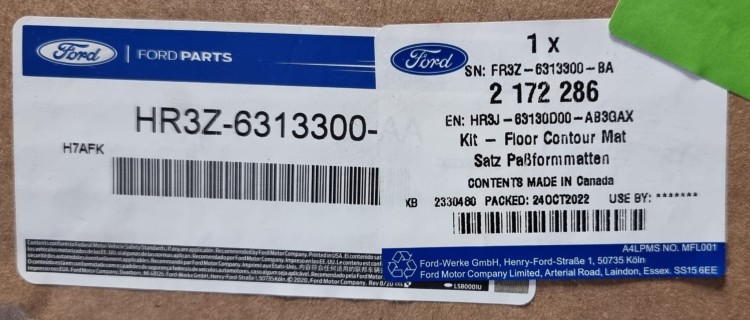 Ford
FORD PARTS
HR3Z-6313300-
H7AFK
Ford
1 x
SN: FR3Z-6313300-BA
2 172 286
EN: HR3J-63130D00-AB3GAX
Kit - Floor Contour Mat
Satz Paßformmatten
CONTENTS MADE IN Canada
KB 2330480 PACKED: 24OCT2022 USE BY: *******
A4LPMS NO. MFL001
Ford-Werke GmbH, Henry-Ford-Straße 1, 50735 Köln
Ford Motor Company Limited, Arterial Road, Laindon, Essex. SS15 6EE
LSB0001U